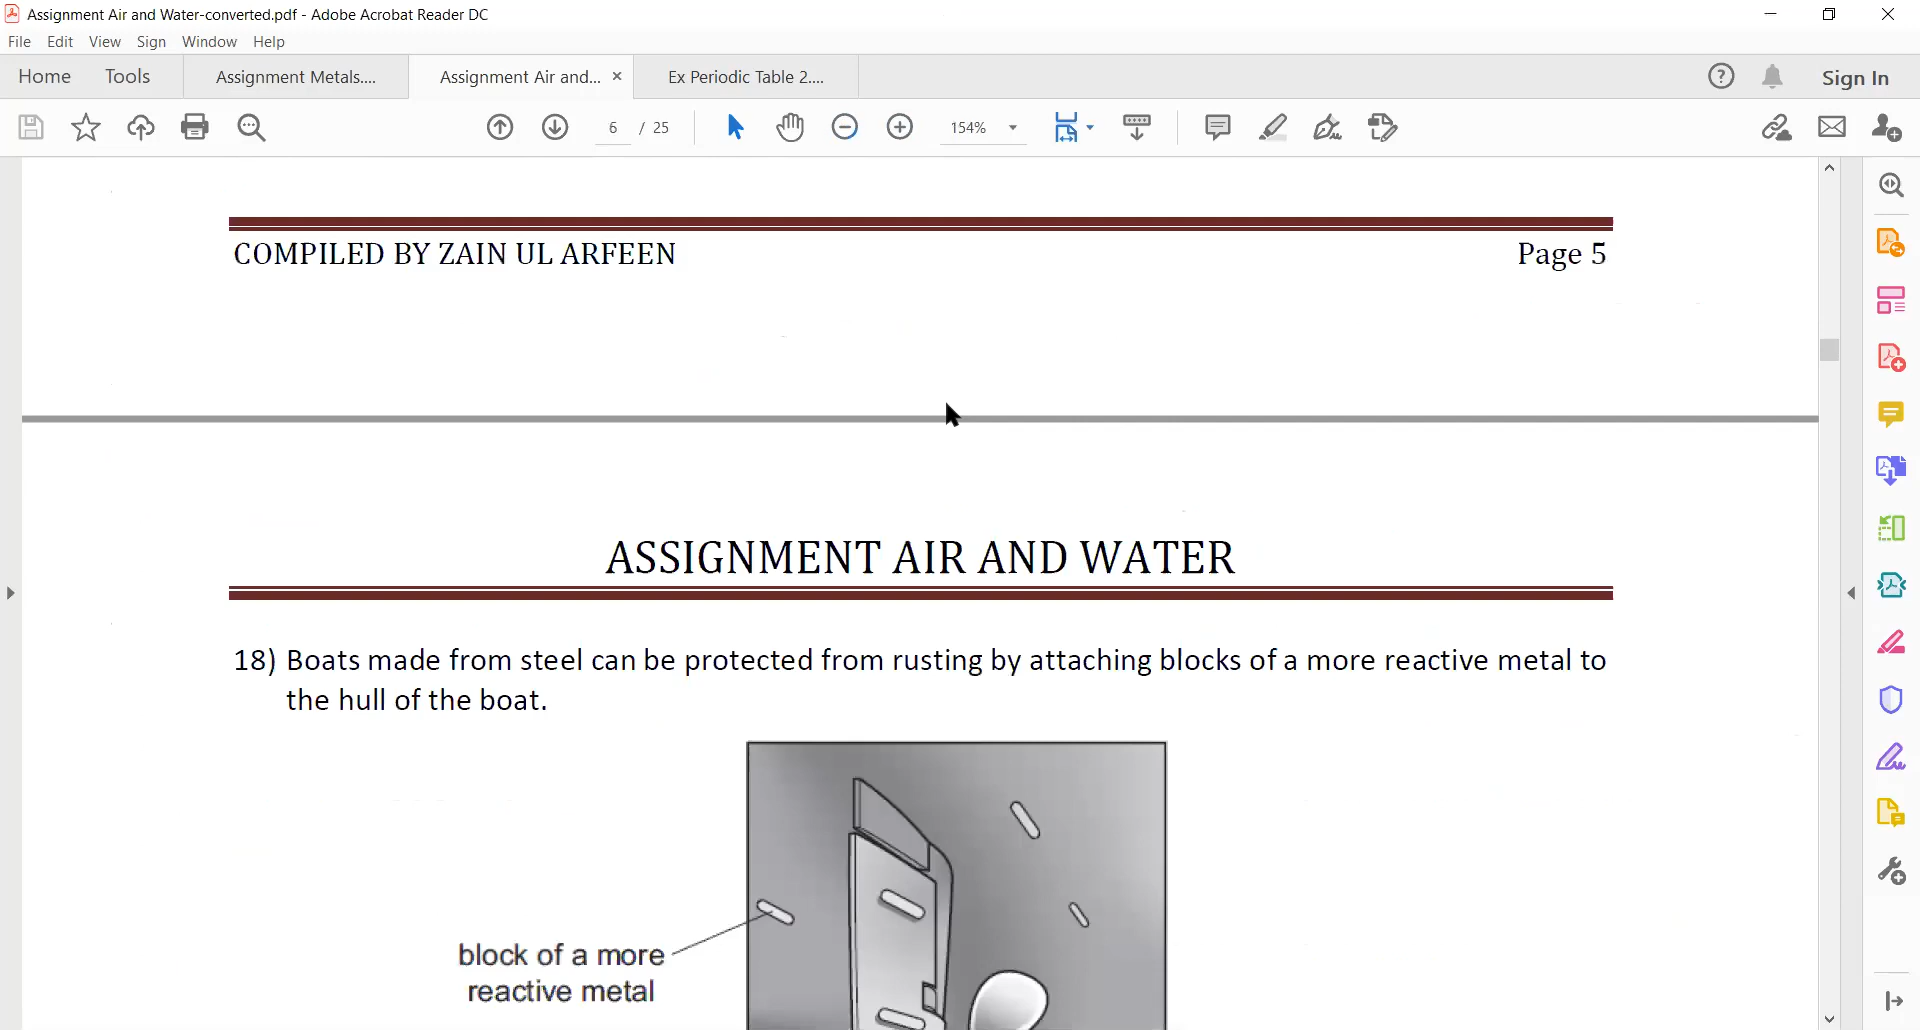 Assignment Air and Water-converted.pdf - Adobe Acrobat Reader DC
File Edit View Sign Window Help
Home Tools Assignment Metals.... Assignment Air and... × Ex Periodic Table 2.... Sign In
6 / 25 154%
COMPILED BY ZAIN UL ARFEEN Page 5
ASSIGNMENT AIR AND WATER
18) Boats made from steel can be protected from rusting by attaching blocks of a more reactive metal to
the hull of the boat.
block of a more
reactive metal